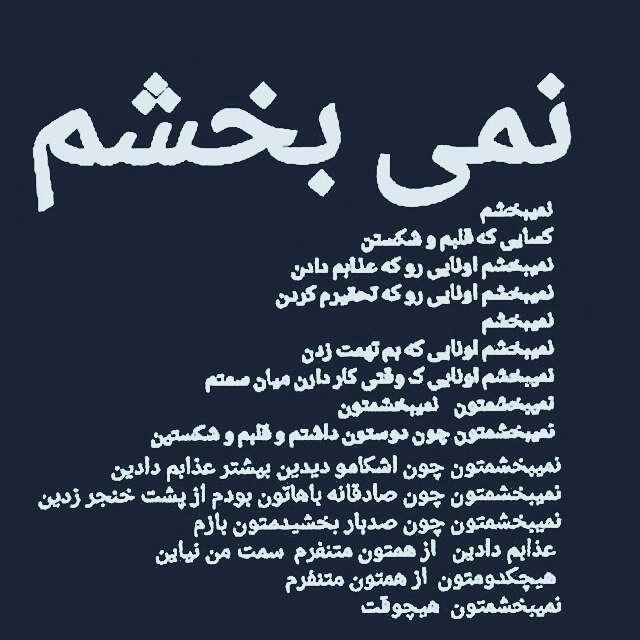 نمی بخشم
نمیبخشم
کسایی که قلبم و شکستن
نمیبخشم اونایی رو که عذابم دادن
نمیبخشم اونایی رو که تحقیرم کردن
نمیبخشم
نمیبخشم اونایی که بم تهمت زدن
نمیبخشم اونایی ک وقتی کار دارن میان سمتم
نمیبخشمتون نمیبخشمتون
نمیبخشمتون چون دوستون داشتم و قلبم و شکستین
نمیبخشمتون چون اشکامو دیدین بیشتر عذابم دادین
نمیبخشمتون چون صادقانه باهاتون بودم از پشت خنجر زدین
نمیبخشمتون چون صدبار بخشیدمتون بازم
عذابم دادین از همتون متنفرم سمت من نیاین
هیچکدومتون از همتون متنفرم
نمیبخشمتون هیچوقت